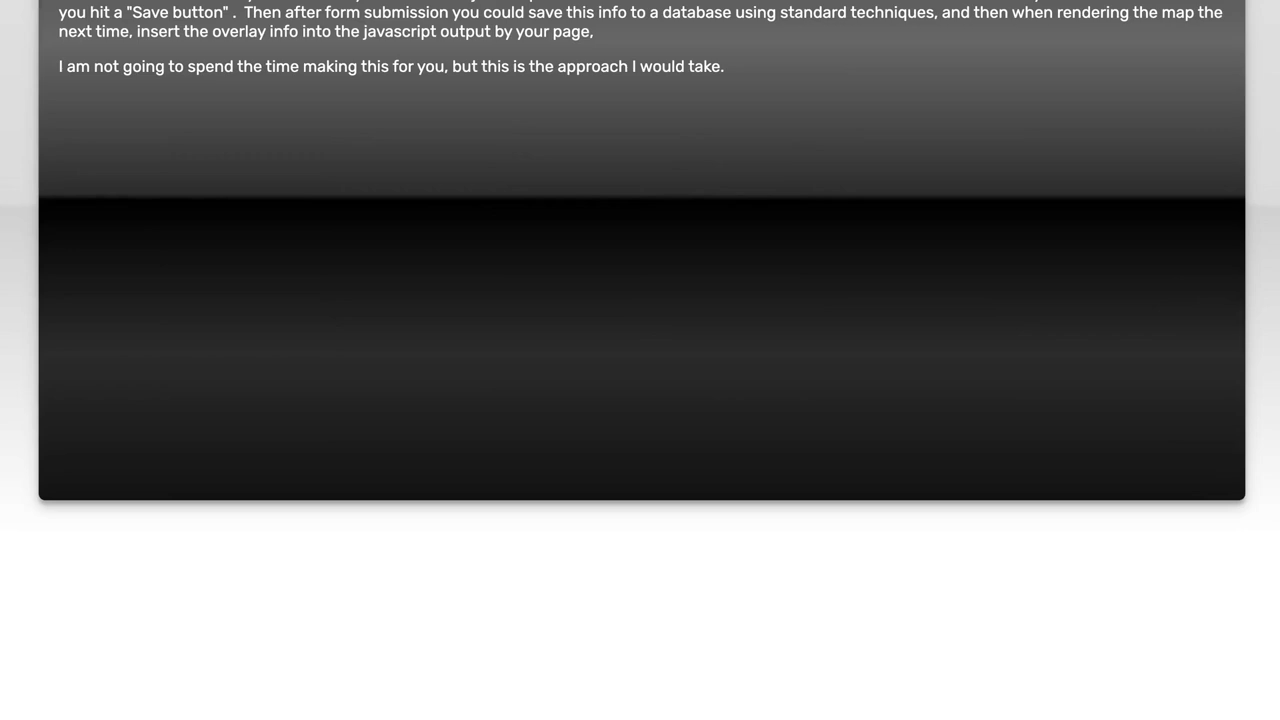 you hit a "Save button" .  Then after form submission you could save this info to a database using standard techniques, and then when rendering the map the
next time, insert the overlay info into the javascript output by your page,
I am not going to spend the time making this for you, but this is the approach I would take.